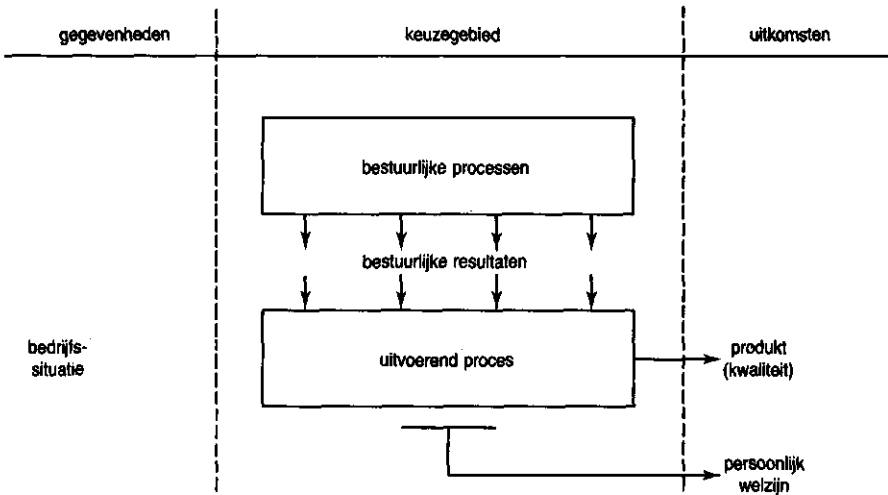 gegevenheden
keuzegebied
uitkomsten
bestuurlijke processen
bestuurlijke resultaten
bedrijfs-
situatie
uitvoerend proces
produkt
(kwaliteit)
persoonlijk
welzijn